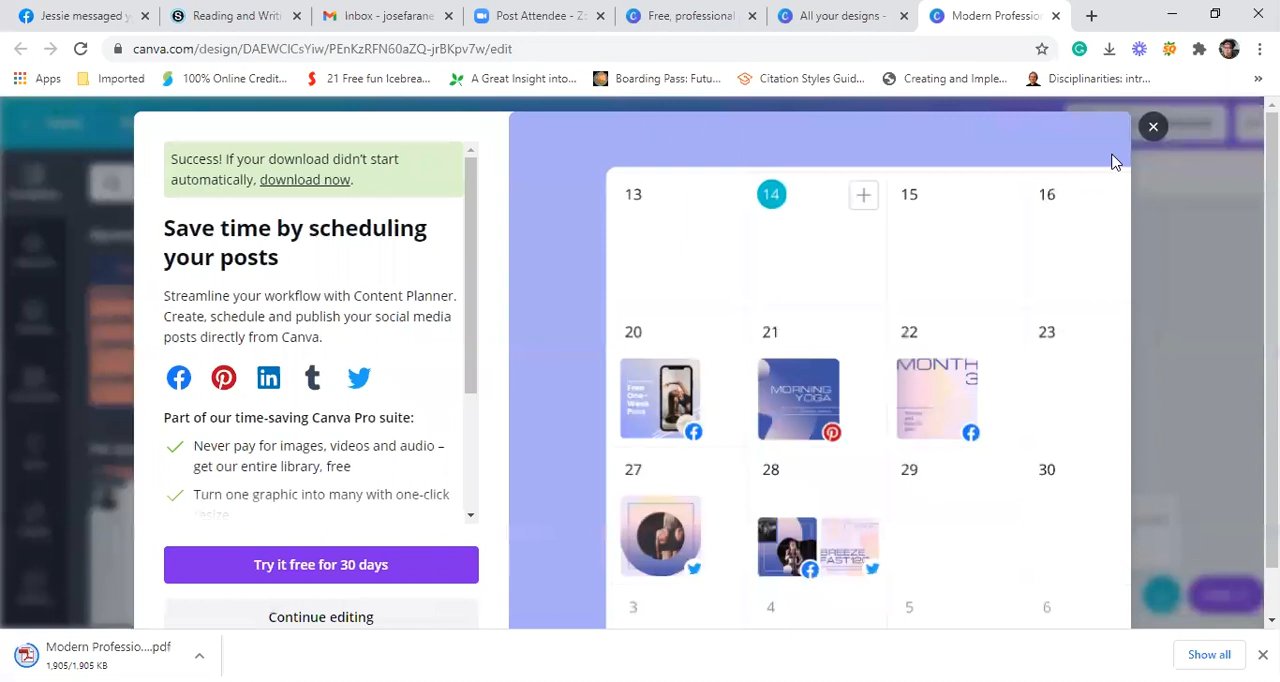 Jessie messaged y
Reading and Writi
Inbox - josefarane
Post Attendee - Z
Free, professional
All your designs -
Modern Professio
canva.com/design/DAEWCICsYiw/PEnKzRFN60aZQ-jrBKpv7w/edit
Apps
Imported
100% Online Credit...
21 Free fun Icebrea...
A Great Insight into...
Boarding Pass: Futu...
Citation Styles Guid...
Creating and Imple...
Disciplinarities: intr...
»
Success! If your download didn't start
automatically, download now.
Save time by scheduling
your posts
Streamline your workflow with Content Planner.
Create, schedule and publish your social media
posts directly from Canva.
Part of our time-saving Canva Pro suite:
Never pay for images, videos and audio –
get our entire library, free
Turn one graphic into many with one-click
resize
Try it free for 30 days
Continue editing
13 14 15 16
20 21 22 23
MORNING
YOGA
MONTH
3
27 28 29 30
BREEZE
3 4 5 6
Modern Professio....pdf
1,905/1,905 KB
Show all